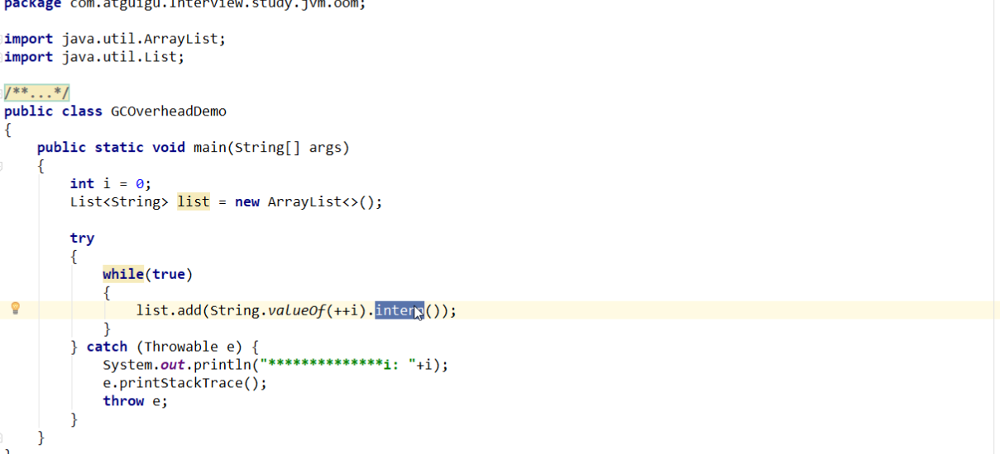 package com.atguigu.interview.study.jvm.oom;
import java.util.ArrayList;
import java.util.List;
/**...*/
public class GCOverheadDemo
{
public static void main(String[] args)
{
int i = 0;
List<String> list = new ArrayList<>();
try
{
while(true)
{
list.add(String.valueOf(++i).intern());
}
} catch (Throwable e) {
System.out.println("**************i: "+i);
e.printStackTrace();
throw e;
}
}
}